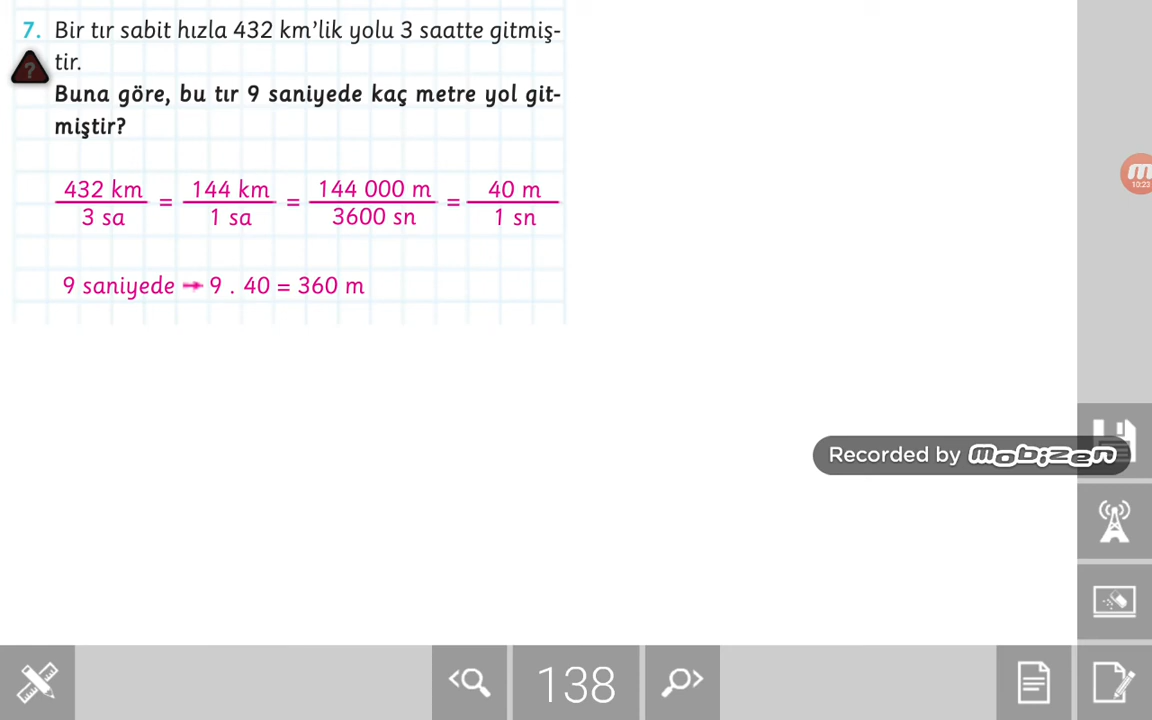 7. Bir tır sabit hızla 432 km’lik yolu 3 saatte gitmiş-
tir.
?
Buna göre, bu tır 9 saniyede kaç metre yol git-
miştir?
432 km / 3 sa = 144 km / 1 sa = 144 000 m / 3600 sn = 40 m / 1 sn
9 saniyede → 9 . 40 = 360 m
m
10:23
Recorded by mobizen
138